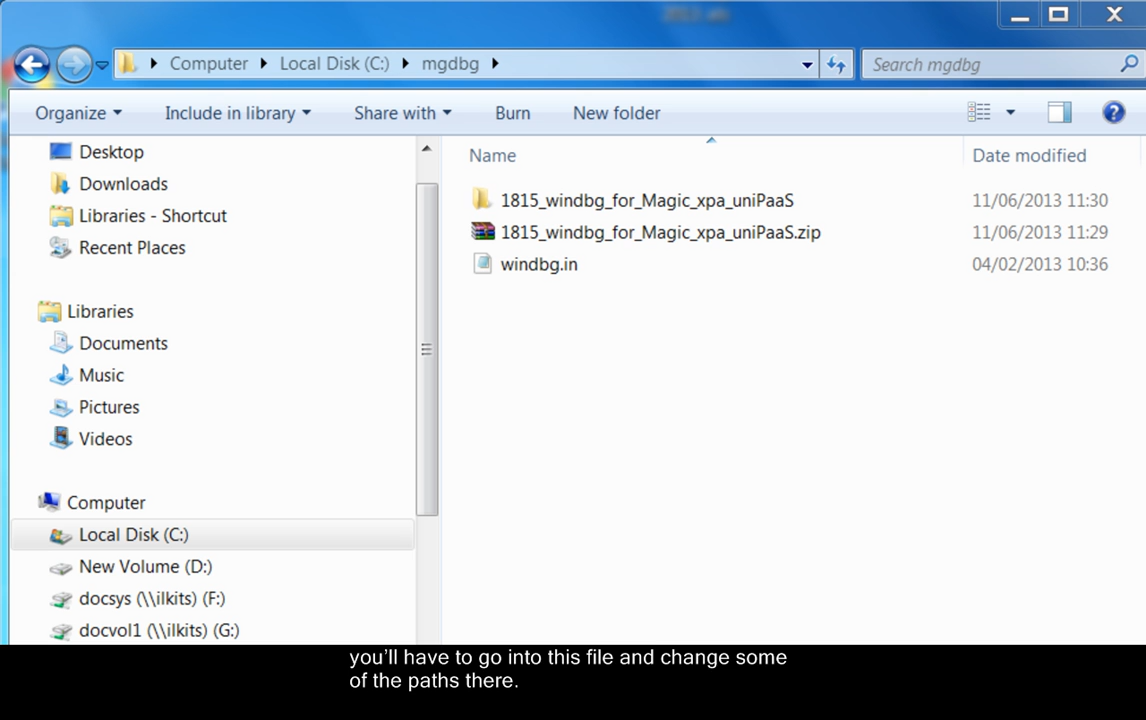 Computer Local Disk (C:) mgdbg
Search mgdbg
Organize Include in library Share with Burn New folder
Desktop
Downloads
Libraries - Shortcut
Recent Places
Libraries
Documents
Music
Pictures
Videos
Computer
Local Disk (C:)
New Volume (D:)
docsys (\\ilkits) (F:)
docvol1 (\\ilkits) (G:)
Name Date modified
1815_windbg_for_Magic_xpa_uniPaaS 11/06/2013 11:30
1815_windbg_for_Magic_xpa_uniPaaS.zip 11/06/2013 11:29
windbg.in 04/02/2013 10:36
you'll have to go into this file and change some
of the paths there.